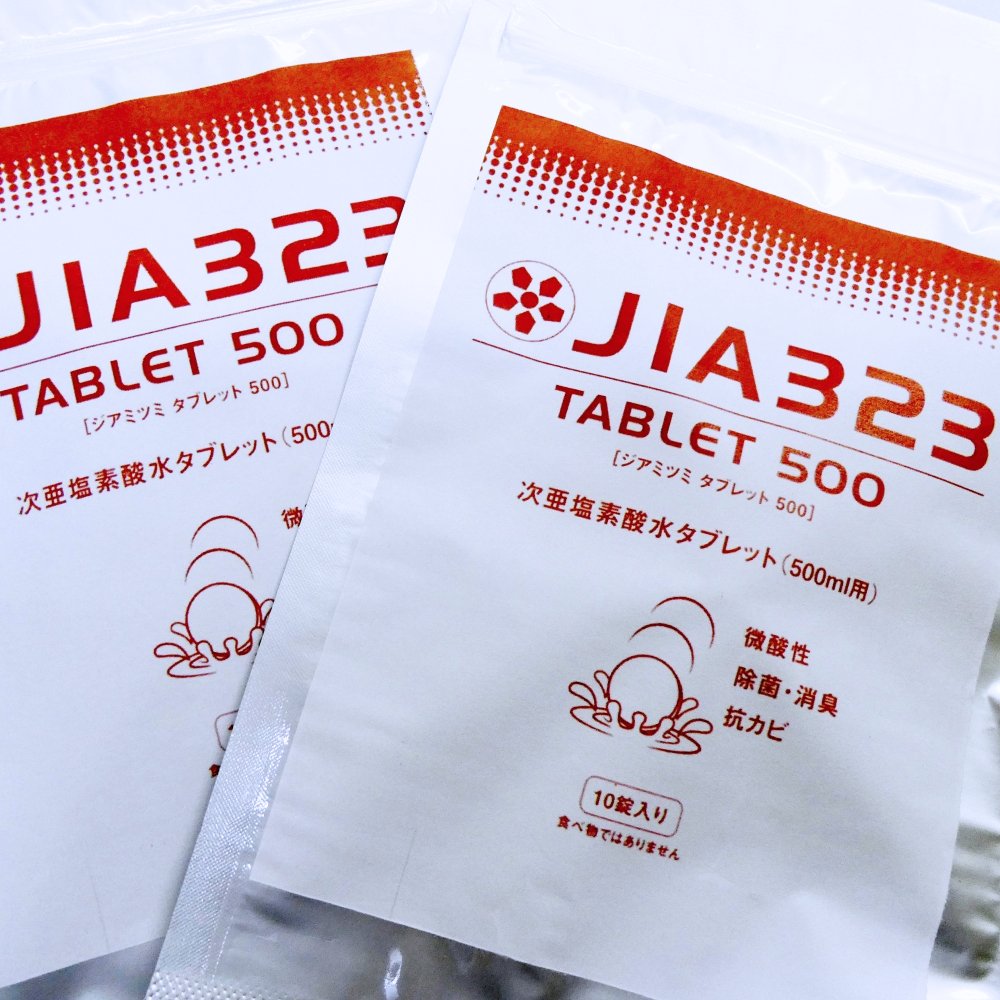 JIA323
TABLET 500
[ジアミツミ タブレット 500]
次亜塩素酸水タブレット(500
微
JIA323
TABLET 500
[ジアミツミ タブレット 500]
次亜塩素酸水タブレット(500ml用)
微酸性
除菌・消臭
抗カビ
10錠入り
食べ物ではありません